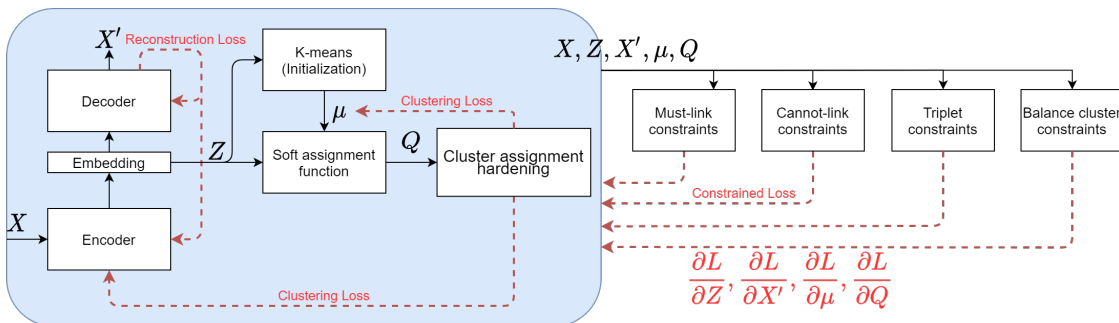 X′
Reconstruction Loss
K-means
(Initialization)
X, Z, X′, μ, Q
Decoder
Clustering Loss
μ
Must-link
constraints
Cannot-link
constraints
Triplet
constraints
Balance cluster
constraints
Embedding
Z
Soft assignment
function
Q
Cluster assignment
hardening
Constrained Loss
X
Encoder
∂L/∂Z, ∂L/∂X′, ∂L/∂μ, ∂L/∂Q
Clustering Loss